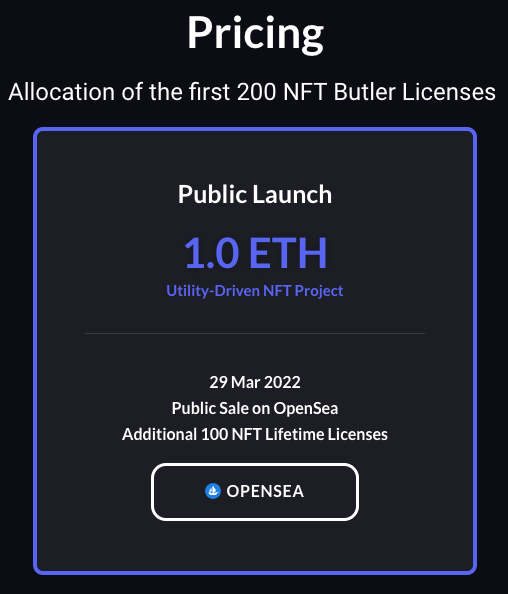 Pricing
Allocation of the first 200 NFT Butler Licenses
Public Launch
1.0 ETH
Utility-Driven NFT Project
29 Mar 2022
Public Sale on OpenSea
Additional 100 NFT Lifetime Licenses
OPENSEA